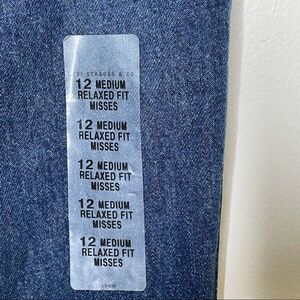 LEVI STRAUSS & CO.
12 MEDIUM
RELAXED FIT
MISSES
12 MEDIUM
RELAXED FIT
MISSES
12 MEDIUM
RELAXED FIT
MISSES
12 MEDIUM
RELAXED FIT
MISSES
12 MEDIUM
RELAXED FIT
MISSES